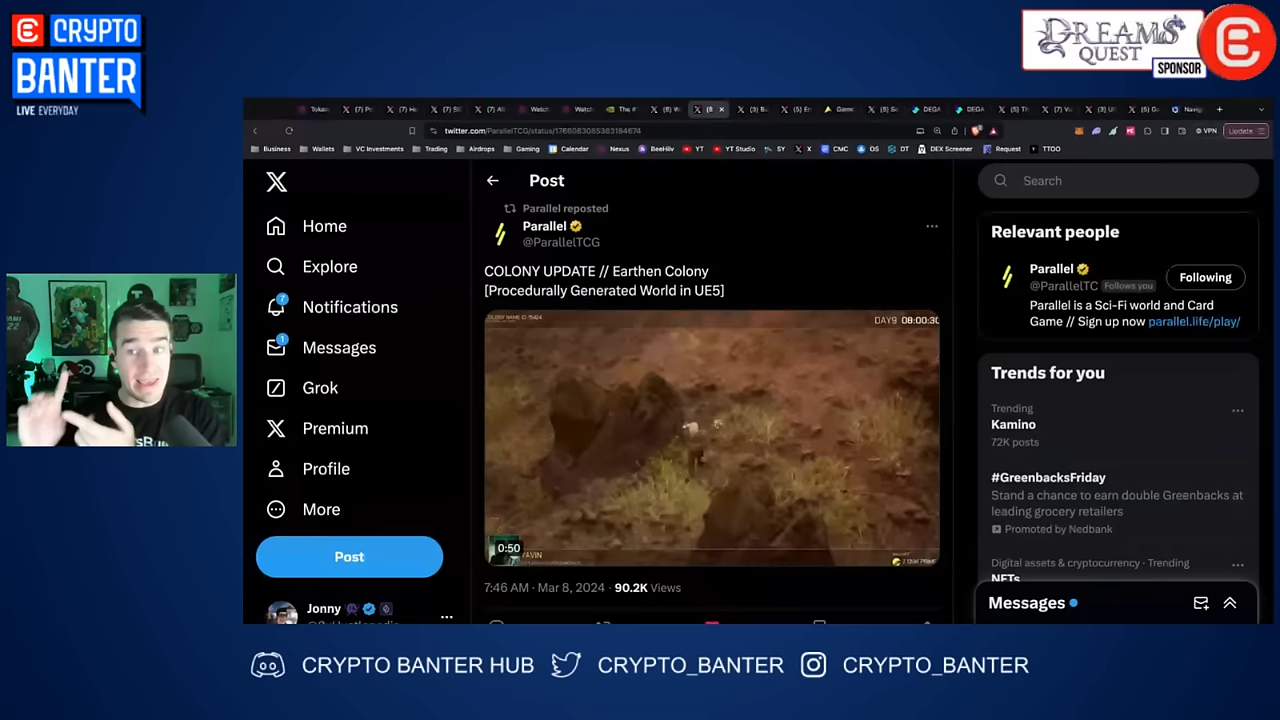 CRYPTO
BANTER
LIVE EVERYDAY
DREAMS
QUEST
SPONSOR
twitter.com/ParallelTCG/status/1766083085383184674
Update
VPN
Business
Wallets
VC Investments
Trading
Airdrops
Gaming
Calendar
Nexus
BeeHiiv
YT
YT Studio
SY
X
CMC
OS
DT
DEX Screener
Request
TTOO
Home
Explore
7
Notifications
1
Messages
Grok
Premium
Profile
More
Post
Jonny
Post
Parallel reposted
Parallel
@ParallelTCG
COLONY UPDATE // Earthen Colony
[Procedurally Generated World in UE5]
DAY9 08:00:30
0:50
7:46 AM · Mar 8, 2024 · 90.2K Views
Search
Relevant people
Parallel
@ParallelTC Follows you
Following
Parallel is a Sci-Fi world and Card
Game // Sign up now parallel.life/play/
Trends for you
Trending
Kamino
72K posts
#GreenbacksFriday
Stand a chance to earn double Greenbacks at
leading grocery retailers
Promoted by Nedbank
Digital assets & cryptocurrency · Trending
NFTs
Messages
CRYPTO BANTER HUB
CRYPTO_BANTER
CRYPTO_BANTER